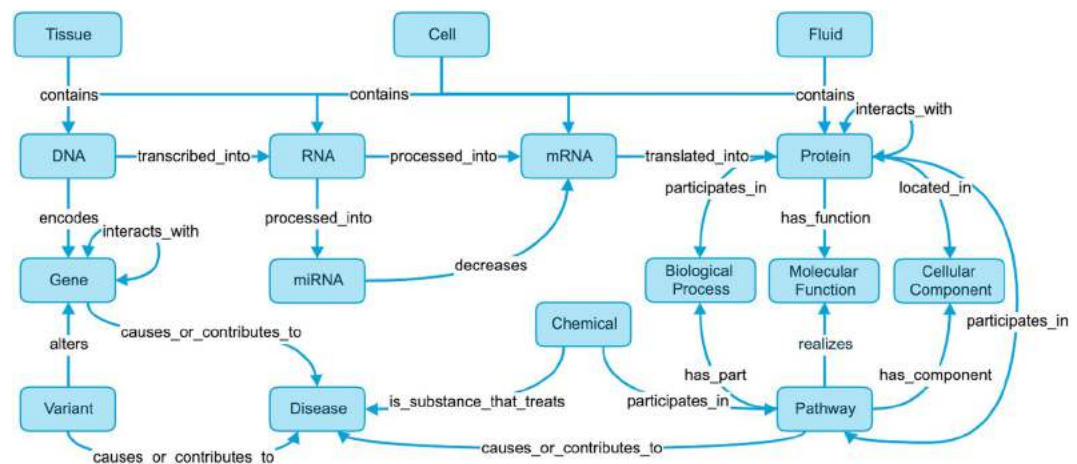 Tissue
Cell
Fluid
contains
contains
contains
interacts_with
DNA
transcribed_into
RNA
processed_into
mRNA
translated_into
Protein
participates_in
located_in
encodes
processed_into
has_function
interacts_with
Gene
miRNA
decreases
Biological
Process
Molecular
Function
Cellular
Component
causes_or_contributes_to
Chemical
participates_in
alters
realizes
has_part
has_component
Variant
Disease
is_substance_that_treats
participates_in
Pathway
causes_or_contributes_to
causes_or_contributes_to